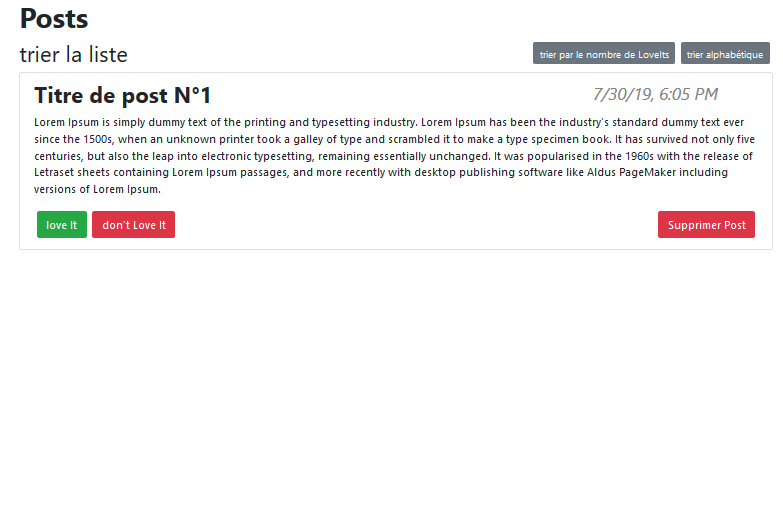 Posts
trier la liste
trier par le nombre de LoveIts
trier alphabétique
Titre de post N°1
7/30/19, 6:05 PM
Lorem Ipsum is simply dummy text of the printing and typesetting industry. Lorem Ipsum has been the industry's standard dummy text ever
since the 1500s, when an unknown printer took a galley of type and scrambled it to make a type specimen book. It has survived not only five
centuries, but also the leap into electronic typesetting, remaining essentially unchanged. It was popularised in the 1960s with the release of
Letraset sheets containing Lorem Ipsum passages, and more recently with desktop publishing software like Aldus PageMaker including
versions of Lorem Ipsum.
love It
don't Love It
Supprimer Post